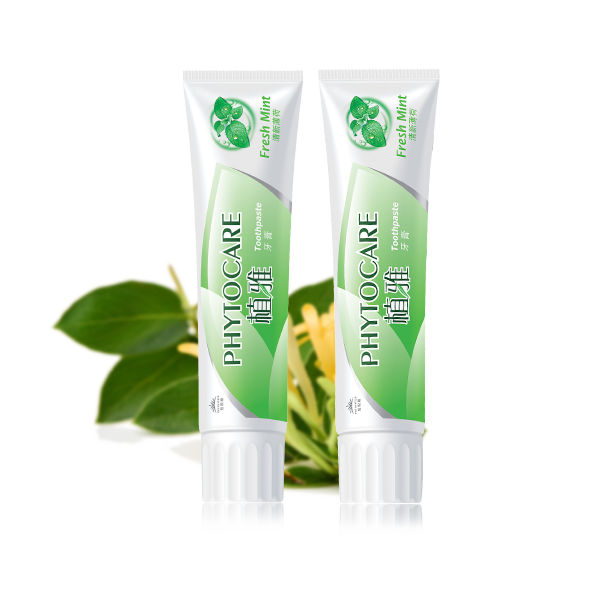 Fresh Mint
清新薄荷
Toothpaste
牙膏
PHYTOCARE
植雅
Fresh Mint
清新薄荷
Toothpaste
牙膏
PHYTOCARE
植雅